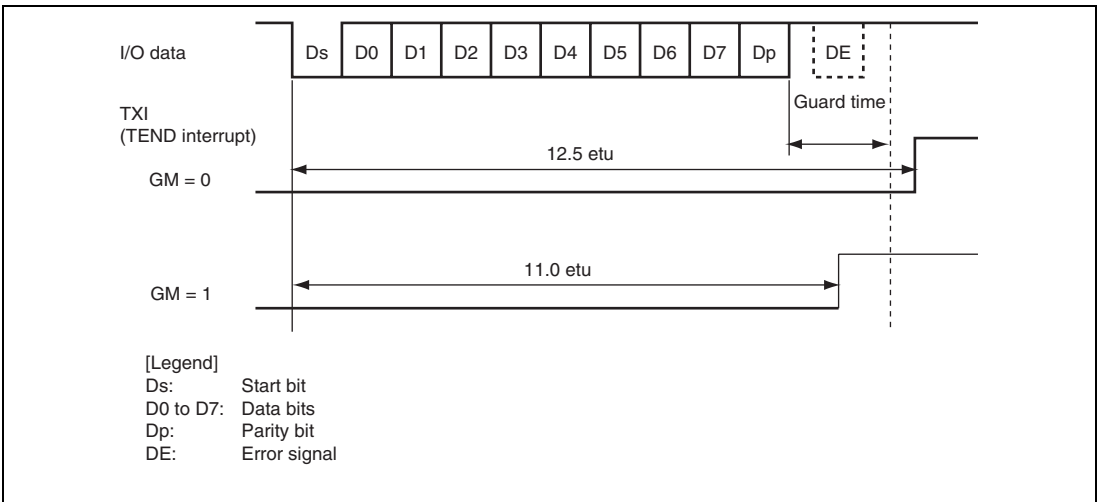 I/O data
Ds D0 D1 D2 D3 D4 D5 D6 D7 Dp DE
Guard time
TXI
(TEND interrupt)
12.5 etu
GM = 0
11.0 etu
GM = 1
[Legend]
Ds: Start bit
D0 to D7: Data bits
Dp: Parity bit
DE: Error signal